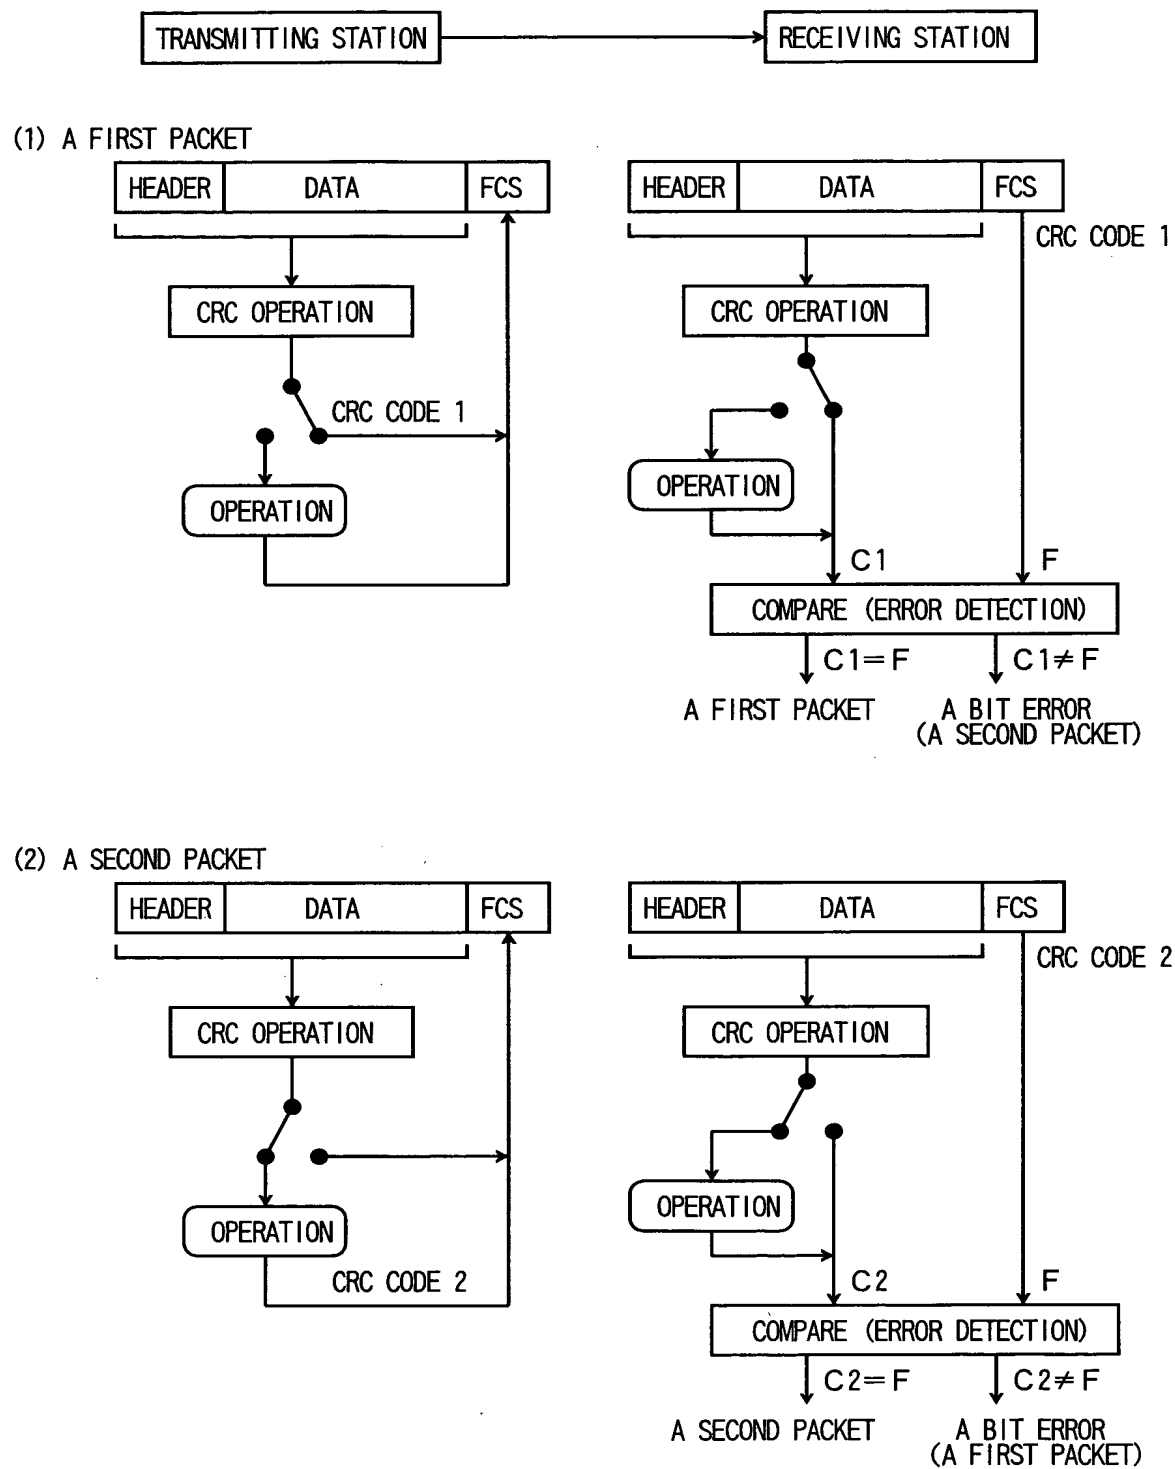 TRANSMITTING STATION
RECEIVING STATION
(1) A FIRST PACKET
HEADER DATA FCS
HEADER DATA FCS
CRC CODE 1
CRC OPERATION
CRC OPERATION
CRC CODE 1
OPERATION
OPERATION
C1
F
COMPARE (ERROR DETECTION)
C1=F
C1≠F
A FIRST PACKET
A BIT ERROR
(A SECOND PACKET)
(2) A SECOND PACKET
HEADER DATA FCS
HEADER DATA FCS
CRC CODE 2
CRC OPERATION
CRC OPERATION
OPERATION
OPERATION
CRC CODE 2
C2
F
COMPARE (ERROR DETECTION)
C2=F
C2≠F
A SECOND PACKET
A BIT ERROR
(A FIRST PACKET)